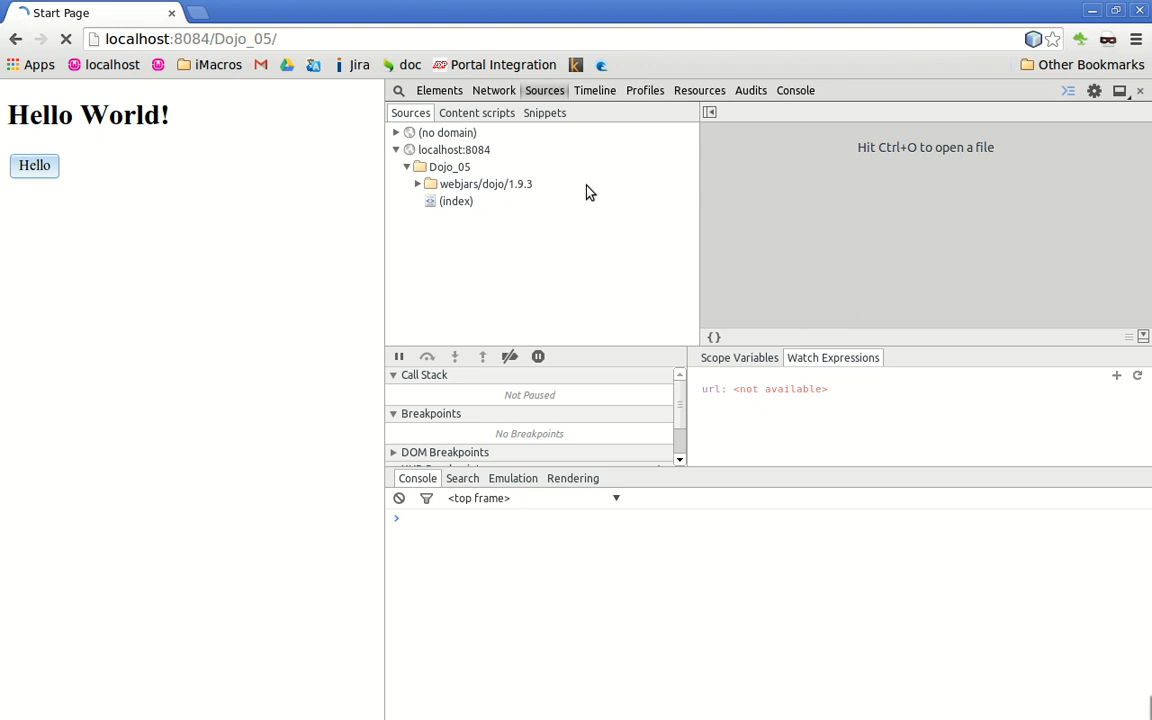 Start Page
localhost:8084/Dojo_05/
Apps localhost iMacros Jira doc Portal Integration Other Bookmarks
Hello World!
Hello
Elements Network Sources Timeline Profiles Resources Audits Console
Sources Content scripts Snippets
(no domain)
localhost:8084
Dojo_05
webjars/dojo/1.9.3
(index)
Hit Ctrl+O to open a file
{}
Scope Variables Watch Expressions
Call Stack
Not Paused
Breakpoints
No Breakpoints
DOM Breakpoints
url: <not available>
Console Search Emulation Rendering
<top frame>